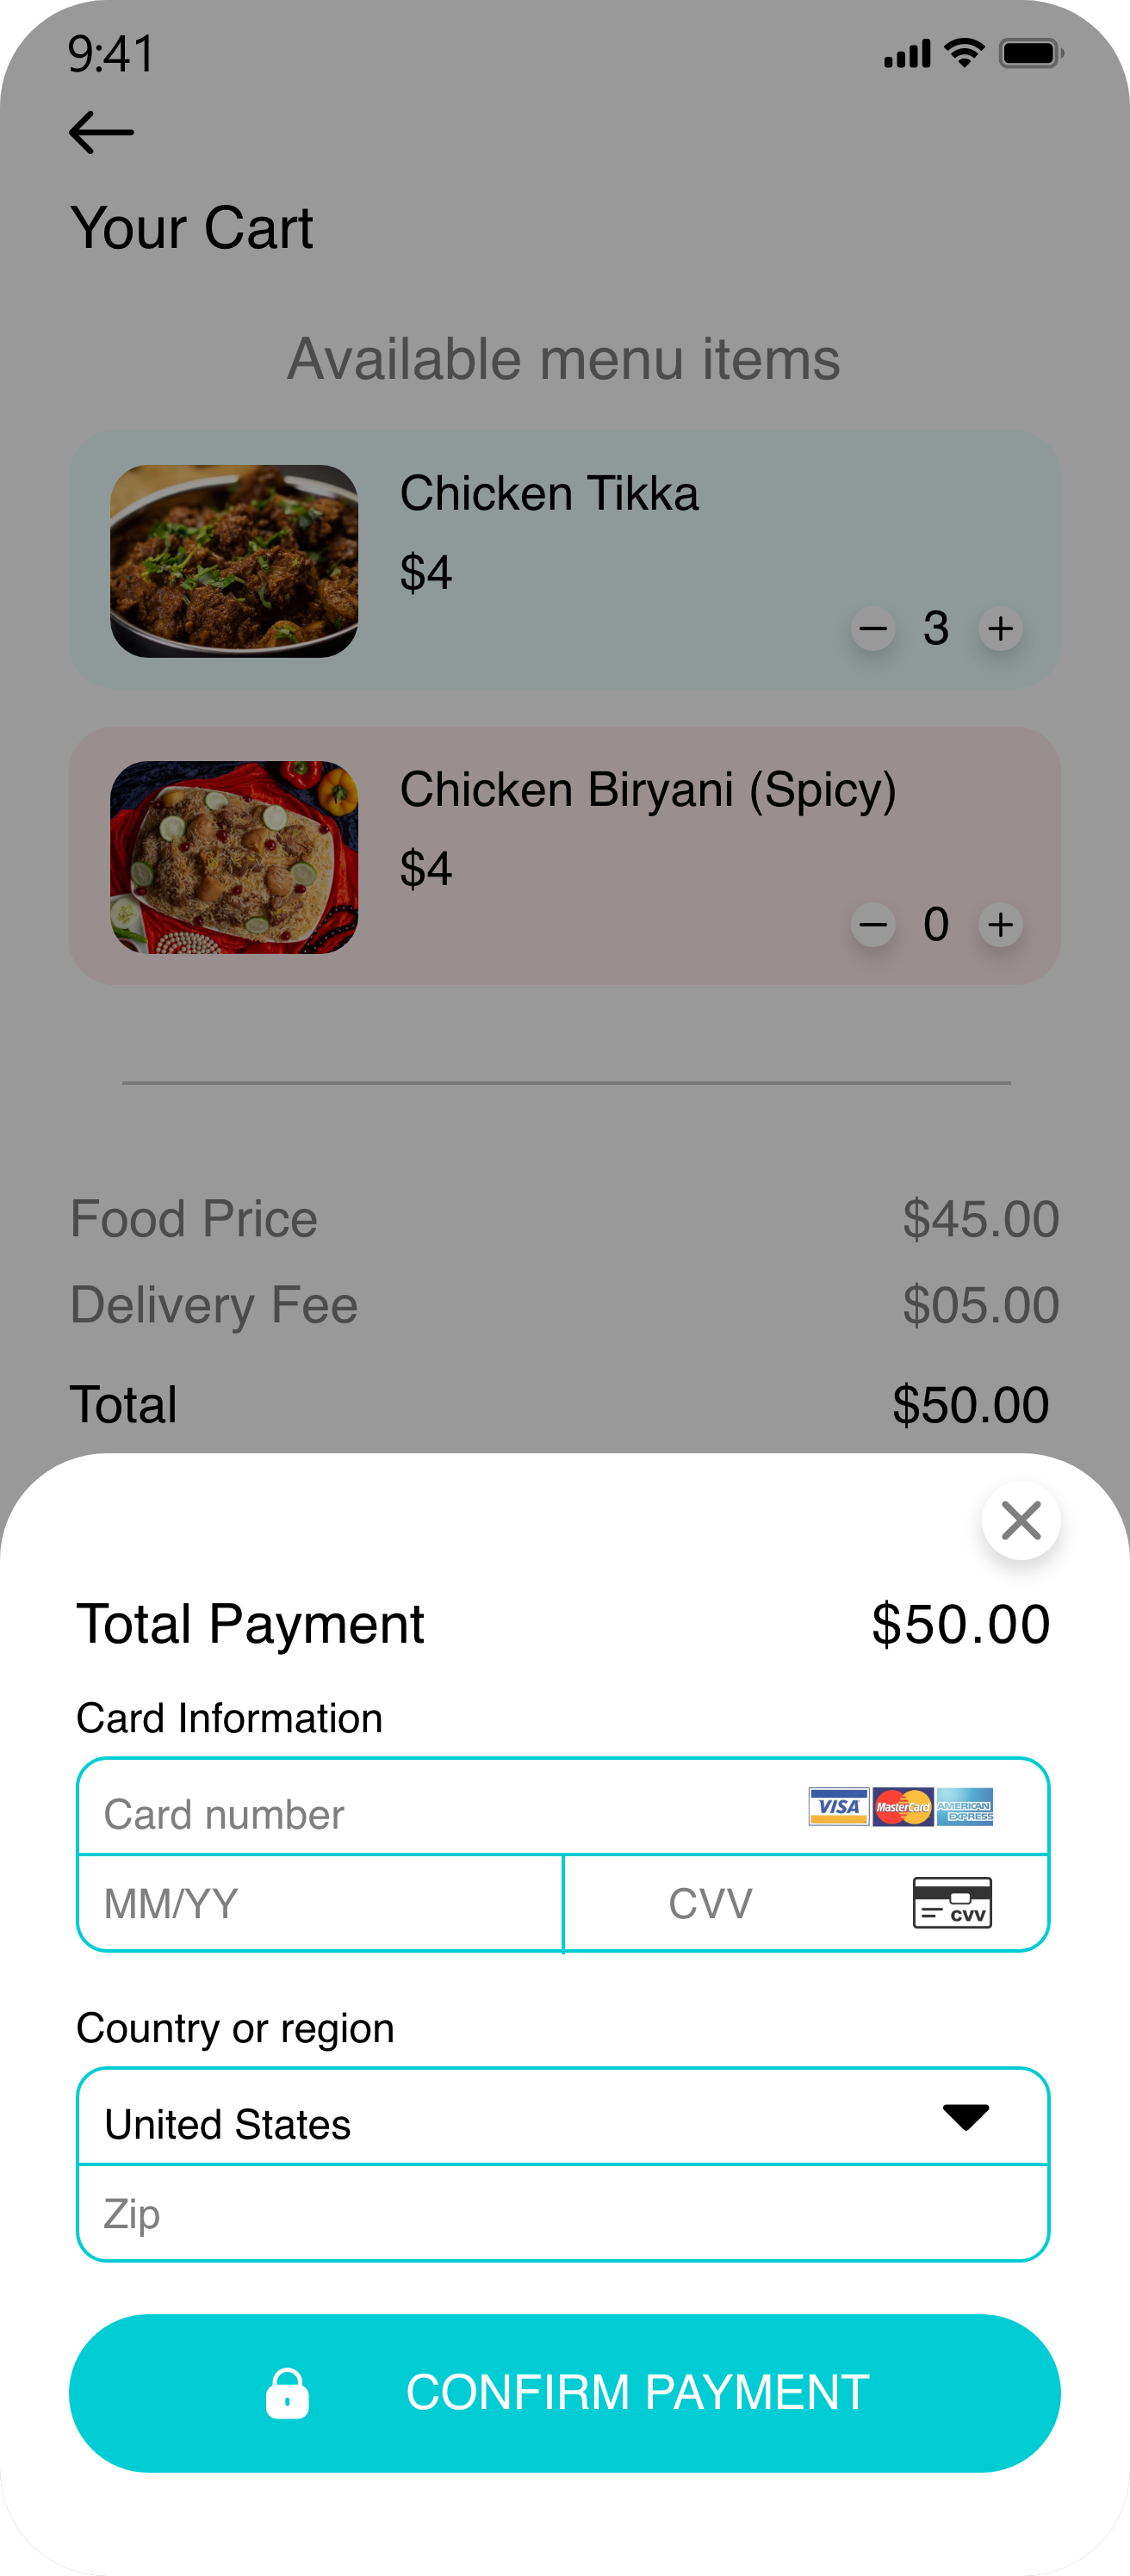 9:41
Your Cart
Available menu items
Chicken Tikka
$4
3
Chicken Biryani (Spicy)
$4
0
Food Price $45.00
Delivery Fee $05.00
Total $50.00
Total Payment $50.00
Card Information
Card number VISA MasterCard AMERICAN EXPRESS
MM/YY CVV CVV
Country or region
United States
Zip
CONFIRM PAYMENT